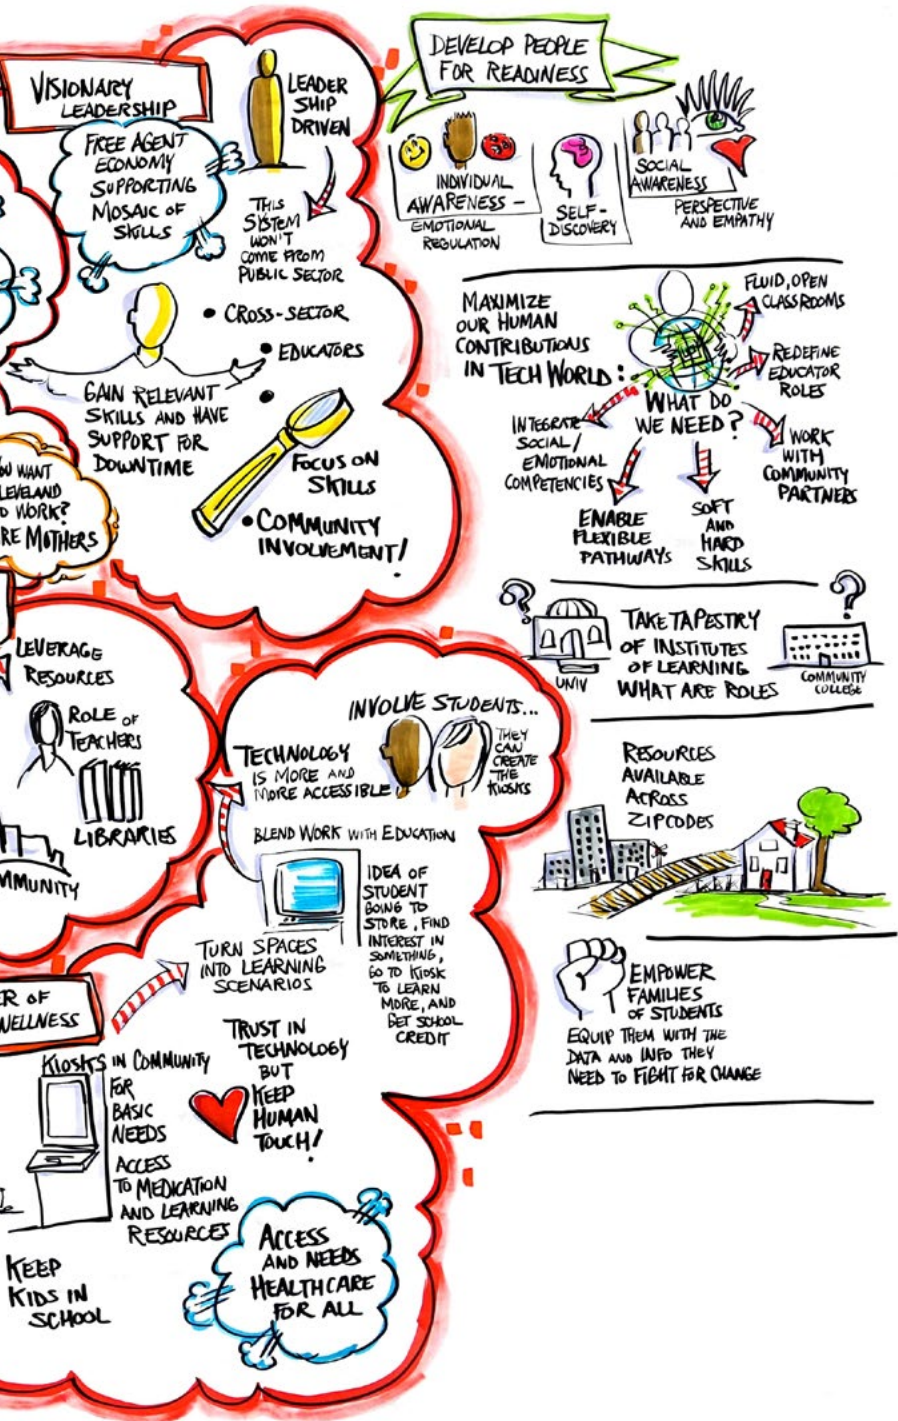 VISIONARY
LEADERSHIP
FREE AGENT
ECONOMY
SUPPORTING
MOSAIC OF
SKILLS
LEADER
SHIP
DRIVEN
THIS
SYSTEM
WON'T
COME FROM
PUBLIC SECTOR
• CROSS-SECTOR
• EDUCATORS
•
GAIN RELEVANT
SKILLS AND HAVE
SUPPORT FOR
DOWNTIME
FOCUS ON
SKILLS
• COMMUNITY
INVOLVEMENT!
WANT
WORK?
MOTHERS
LEVERAGE
RESOURCES
ROLE OF
TEACHERS
LIBRARIES
INVOLVE STUDENTS...
THEY
CAN
CREATE
THE
KIOSKS
TECHNOLOGY
IS MORE AND
MORE ACCESSIBLE
BLEND WORK WITH EDUCATION
IDEA OF
STUDENT
GOING TO
STORE, FIND
INTEREST IN
SOMETHING,
GO TO KIOSK
TO LEARN
MORE, AND
GET SCHOOL
CREDIT
TURN SPACES
INTO LEARNING
SCENARIOS
OF
WELLNESS
KIOSKS IN COMMUNITY
FOR
BASIC
NEEDS
ACCESS
TO MEDICATION
AND LEARNING
RESOURCES
TRUST IN
TECHNOLOGY
BUT
KEEP
HUMAN
TOUCH!
KEEP
KIDS IN
SCHOOL
ACCESS
AND NEEDS
HEALTHCARE
FOR ALL
DEVELOP PEOPLE
FOR READINESS
INDIVIDUAL
AWARENESS –
EMOTIONAL
REGULATION
SELF-
DISCOVERY
SOCIAL
AWARENESS
PERSPECTIVE
AND EMPATHY
MAXIMIZE
OUR HUMAN
CONTRIBUTIONS
IN TECH WORLD:
WHAT DO
WE NEED?
FLUID, OPEN
CLASSROOMS
REDEFINE
EDUCATOR
ROLES
WORK
WITH
COMMUNITY
PARTNERS
SOFT
AND
HARD
SKILLS
ENABLE
FLEXIBLE
PATHWAYS
INTEGRATE
SOCIAL/
EMOTIONAL
COMPETENCIES
? ?
UNIV
TAKE TAPESTRY
OF INSTITUTES
OF LEARNING
WHAT ARE ROLES
COMMUNITY
COLLEGE
RESOURCES
AVAILABLE
ACROSS
ZIPCODES
EMPOWER
FAMILIES
OF STUDENTS
EQUIP THEM WITH THE
DATA AND INFO THEY
NEED TO FIGHT FOR CHANGE